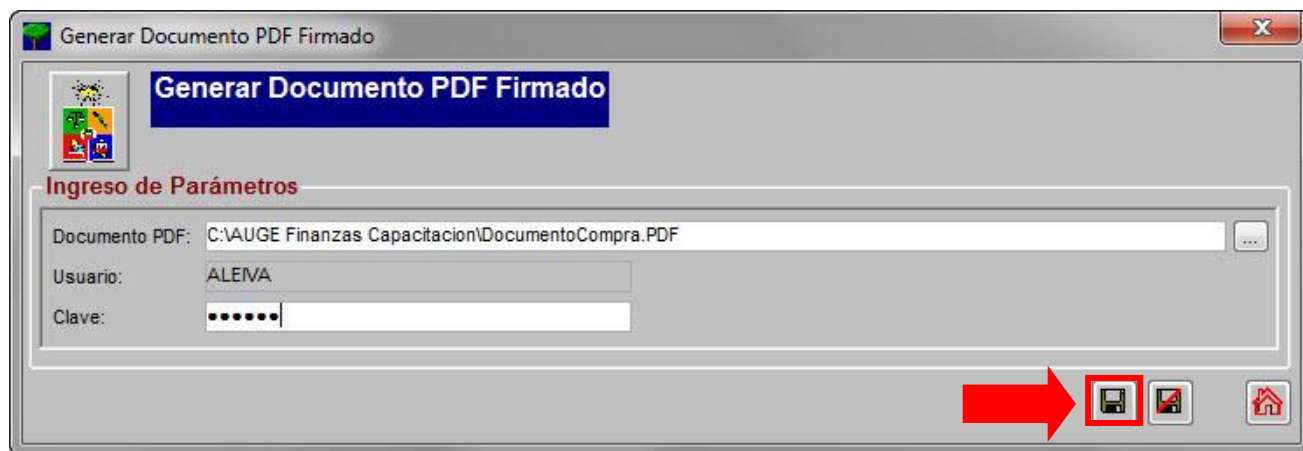 Generar Documento PDF Firmado
X
Generar Documento PDF Firmado
Ingreso de Parámetros
Documento PDF: C:\AUGE Finanzas Capacitacion\DocumentoCompra.PDF ...
Usuario: ALEIVA
Clave: ••••••